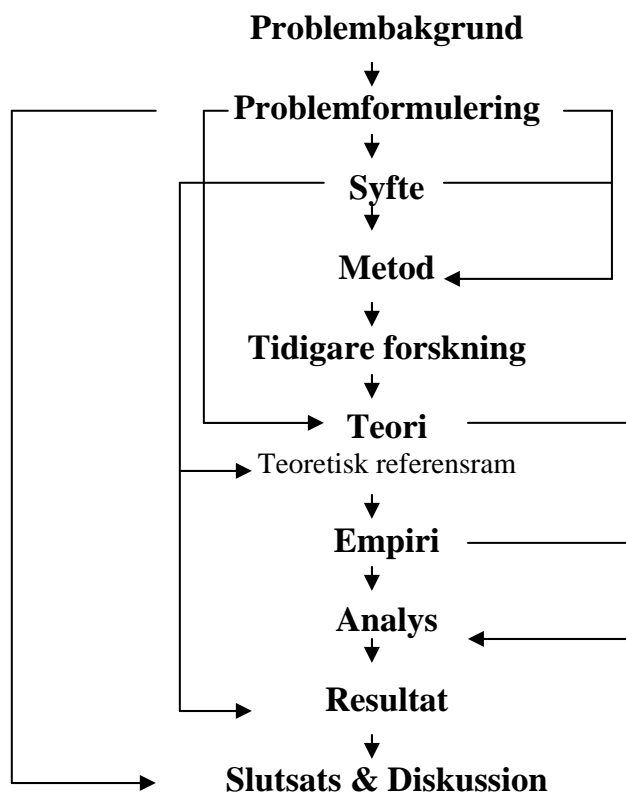 Problembakgrund
Problemformulering
Syfte
Metod
Tidigare forskning
Teori
Teoretisk referensram
Empiri
Analys
Resultat
Slutsats & Diskussion